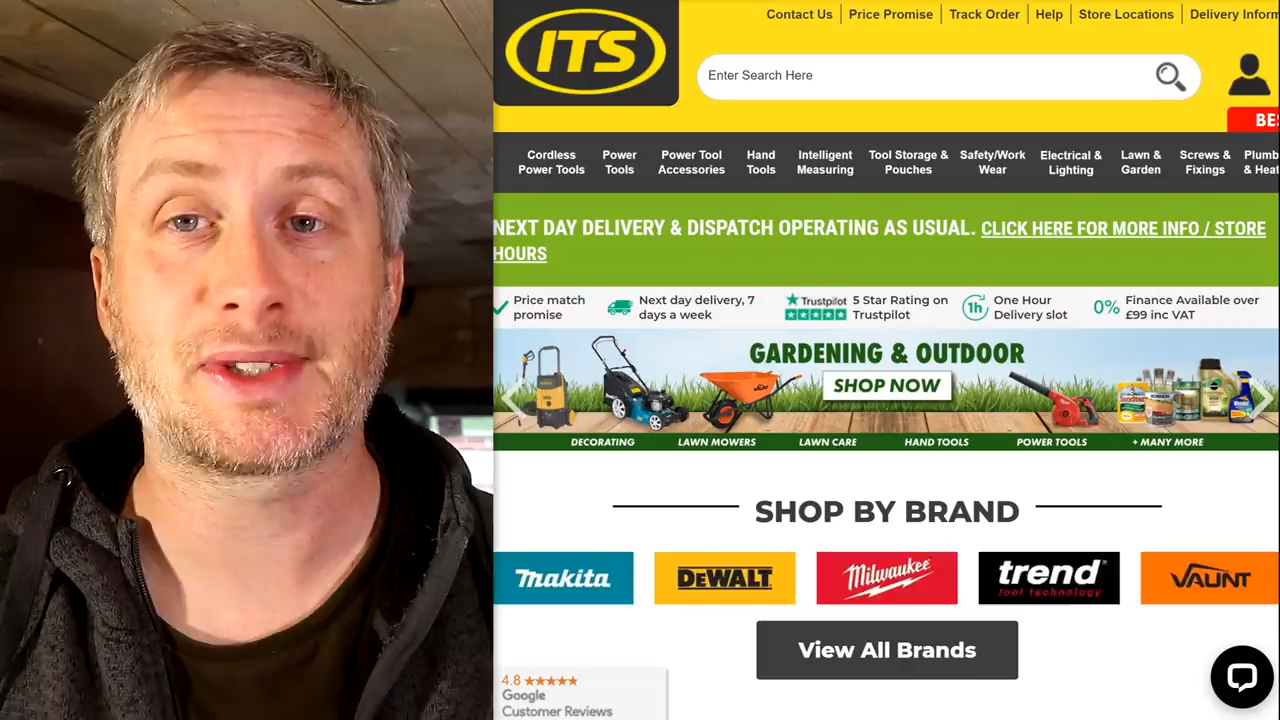 ITS
Contact Us
Price Promise
Track Order
Help
Store Locations
Delivery Inform
Enter Search Here
BES
Cordless
Power Tools
Power
Tools
Power Tool
Accessories
Hand
Tools
Intelligent
Measuring
Tool Storage &
Pouches
Safety/Work
Wear
Electrical &
Lighting
Lawn &
Garden
Screws &
Fixings
Plumb
& Heat
NEXT DAY DELIVERY & DISPATCH OPERATING AS USUAL. CLICK HERE FOR MORE INFO / STORE
HOURS
Price match
promise
Next day delivery, 7
days a week
Trustpilot
5 Star Rating on
Trustpilot
1h
One Hour
Delivery slot
0%
Finance Available over
£99 inc VAT
GARDENING & OUTDOOR
SHOP NOW
DECORATING
LAWN MOWERS
LAWN CARE
HAND TOOLS
POWER TOOLS
+ MANY MORE
SHOP BY BRAND
makita
DEWALT
Milwaukee
trend
tool technology
VAUNT
View All Brands
4.8
Google
Customer Reviews